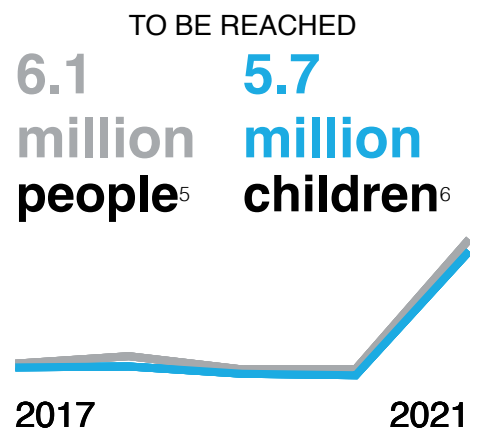 TO BE REACHED
6.1
million
people5
5.7
million
children6
2017
2021